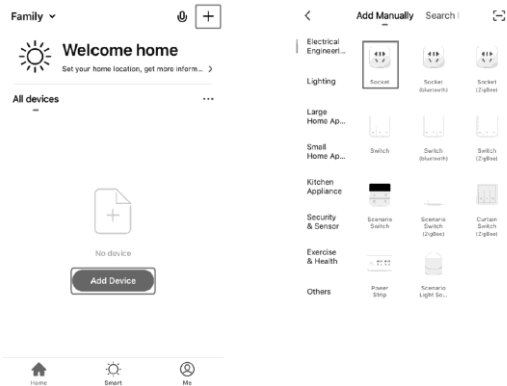 Family
Welcome home
Set your home location, get more inform...
All devices
No device
Add Device
Home
Smart
Me
Add Manually
Search
Electrical
Engineeri...
Lighting
Large
Home Ap...
Small
Home Ap...
Kitchen
Appliance
Security
& Sensor
Exercise
& Health
Others
Socket
Socket
(bluetooth)
Socket
(ZigBee)
Switch
Switch
(bluetooth)
Switch
(ZigBee)
Scenario
Switch
Scenario
Switch
(ZigBee)
Curtain
Switch
(ZigBee)
Power
Strip
Scenario
Light So...